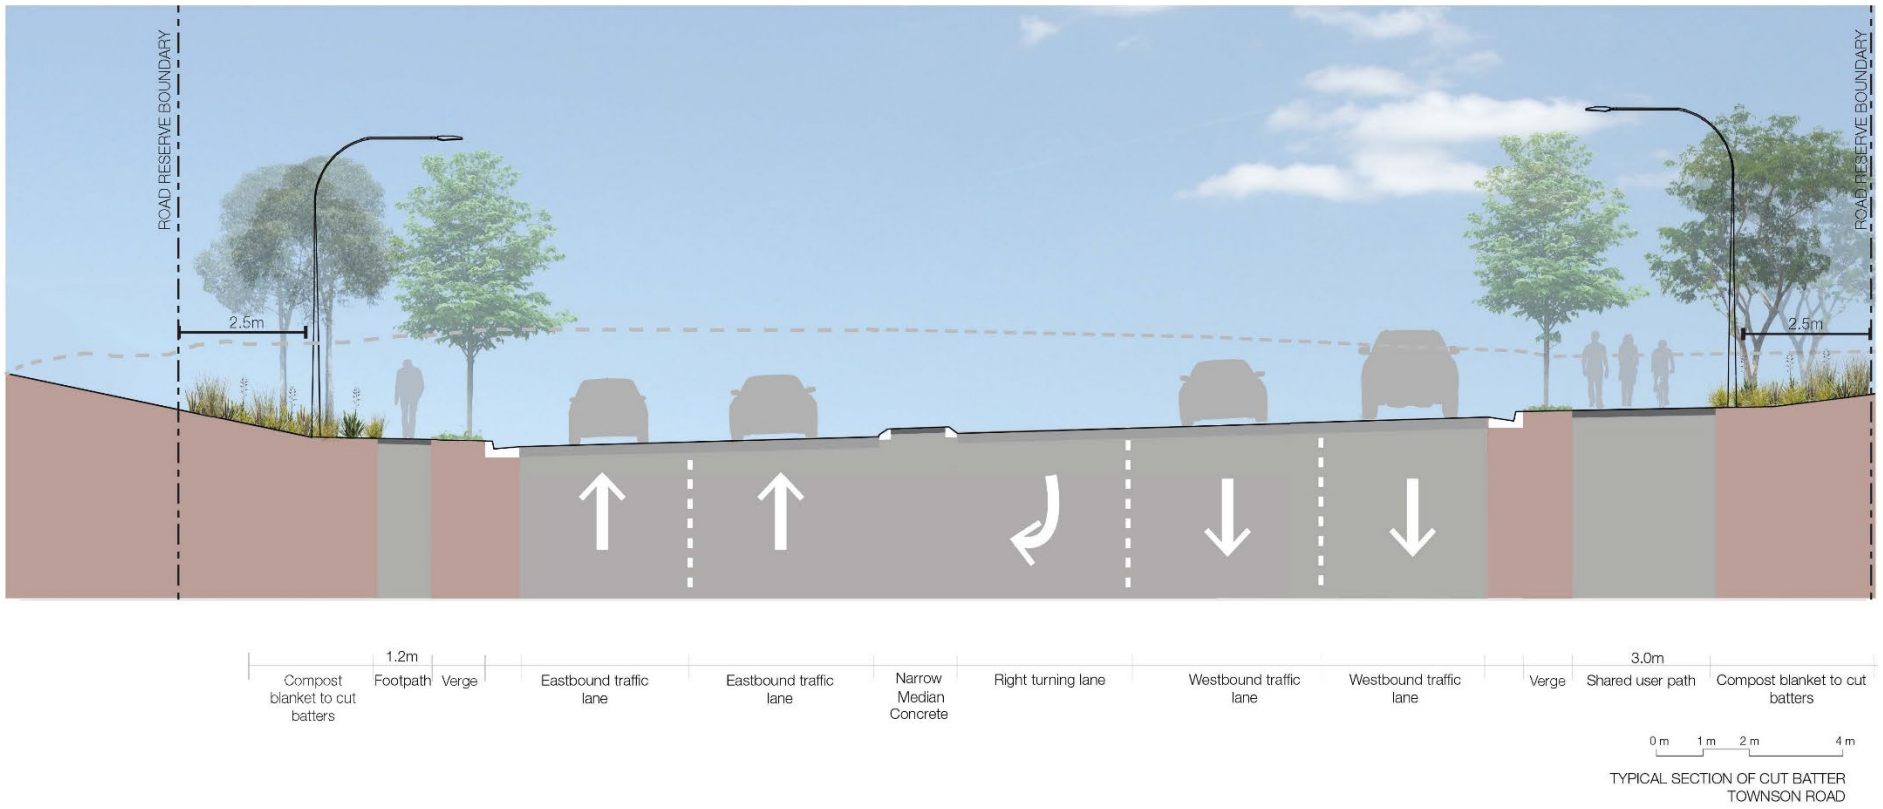 ROAD RESERVE BOUNDARY
ROAD RESERVE BOUNDARY
2.5m
2.5m
1.2m
3.0m
Compost
blanket to cut
batters
Footpath
Verge
Eastbound traffic
lane
Eastbound traffic
lane
Narrow
Median
Concrete
Right turning lane
Westbound traffic
lane
Westbound traffic
lane
Verge
Shared user path
Compost blanket to cut
batters
0 m 1 m 2 m 4 m
TYPICAL SECTION OF CUT BATTER
TOWNSON ROAD